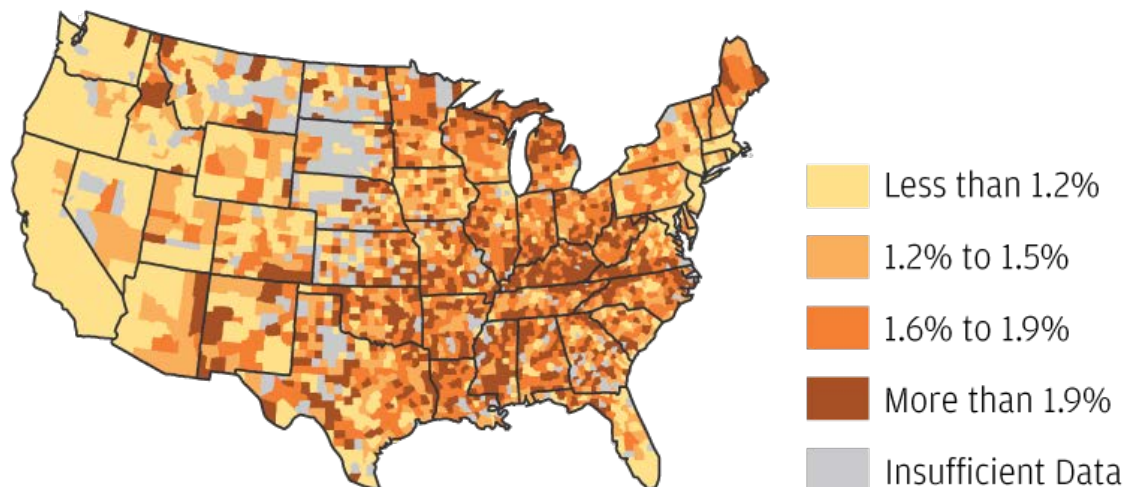 Less than 1.2%
1.2% to 1.5%
1.6% to 1.9%
More than 1.9%
Insufficient Data